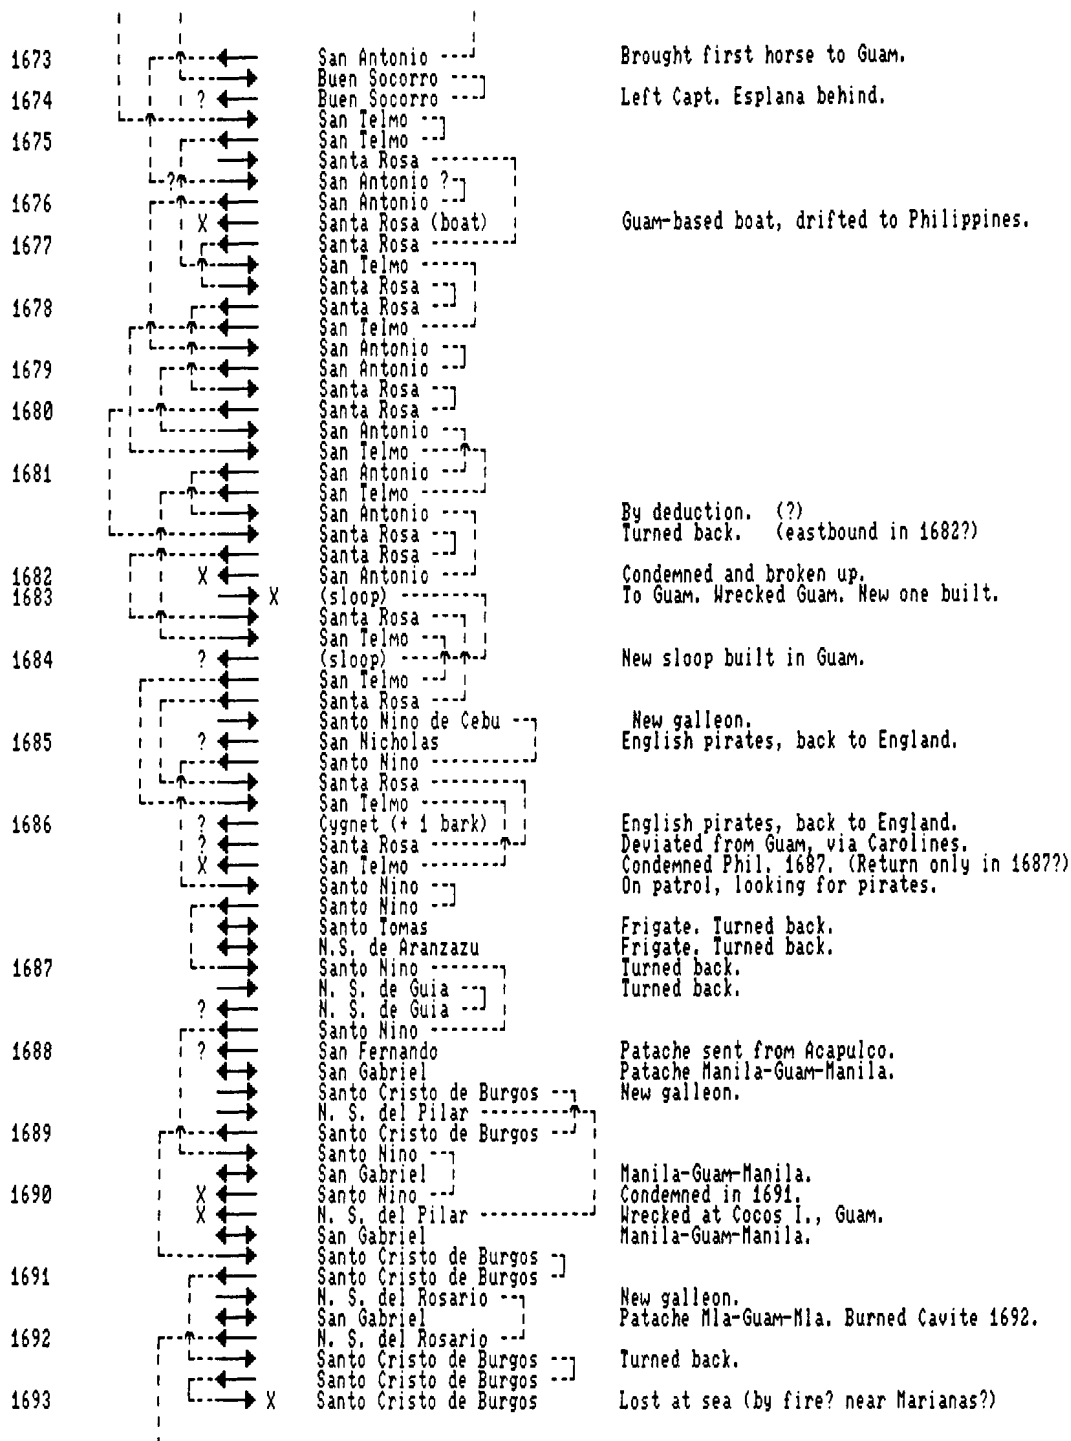 1673 San Antonio Brought first horse to Guam.
Buen Socorro
1674 ? Buen Socorro Left Capt. Esplana behind.
San Telmo
1675 San Telmo
Santa Rosa
? San Antonio ?
1676 San Antonio
X Santa Rosa (boat) Guam-based boat, drifted to Philippines.
1677 Santa Rosa
San Telmo
Santa Rosa
1678 Santa Rosa
San Telmo
San Antonio
1679 San Antonio
Santa Rosa
1680 Santa Rosa
San Antonio
San Telmo
1681 San Antonio
San Telmo
San Antonio By deduction. (?)
Santa Rosa Turned back. (eastbound in 1682?)
Santa Rosa
1682 X San Antonio Condemned and broken up.
1683 X (sloop) To Guam. Wrecked Guam. New one built.
Santa Rosa
San Telmo
1684 ? (sloop) New sloop built in Guam.
San Telmo
Santa Rosa
Santo Nino de Cebu New galleon.
1685 ? San Nicholas English pirates, back to England.
Santo Nino
Santa Rosa
San Telmo
1686 ? Cygnet (+ 1 bark) English pirates, back to England.
? Santa Rosa Deviated from Guam, via Carolines.
X San Telmo Condemned Phil. 1687. (Return only in 1687?)
Santo Nino On patrol, looking for pirates.
Santo Nino
Santo Tomas Frigate. Turned back.
N.S. de Aranzazu Frigate. Turned back.
1687 Santo Nino Turned back.
N. S. de Guia Turned back.
? N. S. de Guia
Santo Nino
1688 ? San Fernando Patache sent from Acapulco.
San Gabriel Patache Manila-Guam-Manila.
Santo Cristo de Burgos New galleon.
N. S. del Pilar
1689 Santo Cristo de Burgos
Santo Nino
San Gabriel Manila-Guam-Manila.
1690 X Santo Nino Condemned in 1691.
X N. S. del Pilar Wrecked at Cocos I., Guam.
San Gabriel Manila-Guam-Manila.
Santo Cristo de Burgos
1691 Santo Cristo de Burgos
N. S. del Rosario New galleon.
San Gabriel Patache Mla-Guam-Mla. Burned Cavite 1692.
1692 N. S. del Rosario
Santo Cristo de Burgos Turned back.
Santo Cristo de Burgos
1693 X Santo Cristo de Burgos Lost at sea (by fire? near Marianas?)